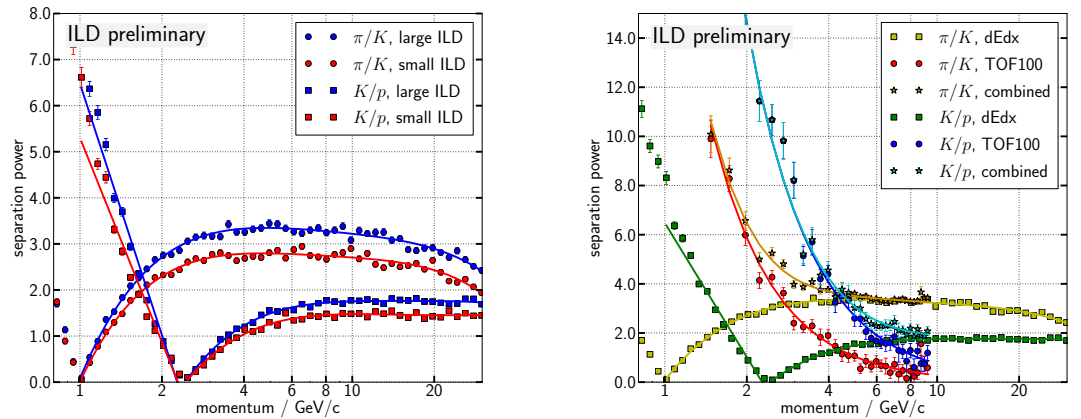 ILD preliminary
π/K, large ILD
π/K, small ILD
K/p, large ILD
K/p, small ILD
separation power
8.0
7.0
6.0
5.0
4.0
3.0
2.0
1.0
0.0
1 2 4 6 10 20
momentum / GeV/c
ILD preliminary
π/K, dEdx
π/K, TOF100
π/K, combined
K/p, dEdx
K/p, TOF100
K/p, combined
separation power
14.0
12.0
10.0
8.0
6.0
4.0
2.0
0.0
1 2 4 6 10 20
momentum / GeV/c